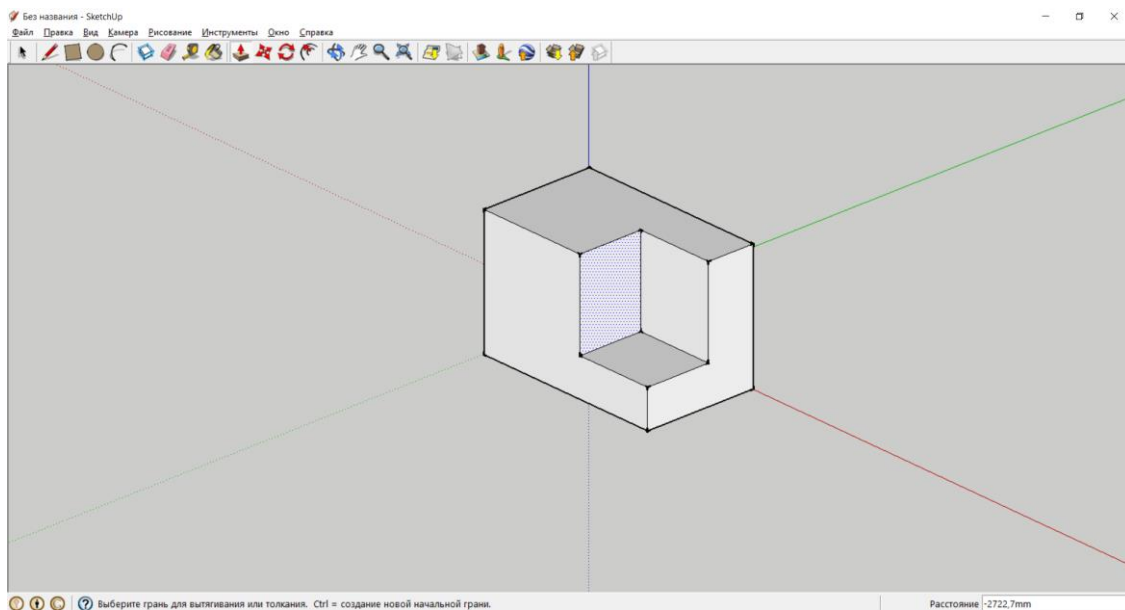 Без названия - SketchUp
Файл Правка Вид Камера Рисование Инструменты Окно Справка
Выберите грань для вытягивания или толкания. Ctrl = создание новой начальной грани.
Расстояние -2722,7mm